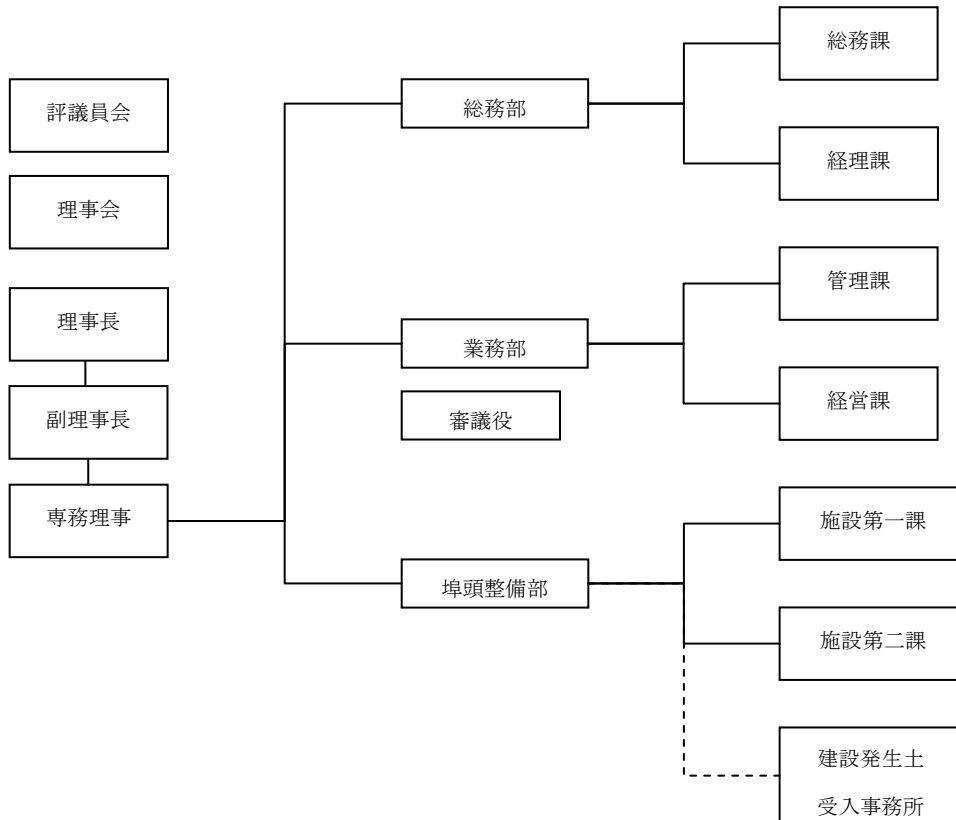 評議員会
理事会
理事長
副理事長
専務理事
総務部
業務部
審議役
埠頭整備部
総務課
経理課
管理課
経営課
施設第一課
施設第二課
建設発生土
受入事務所